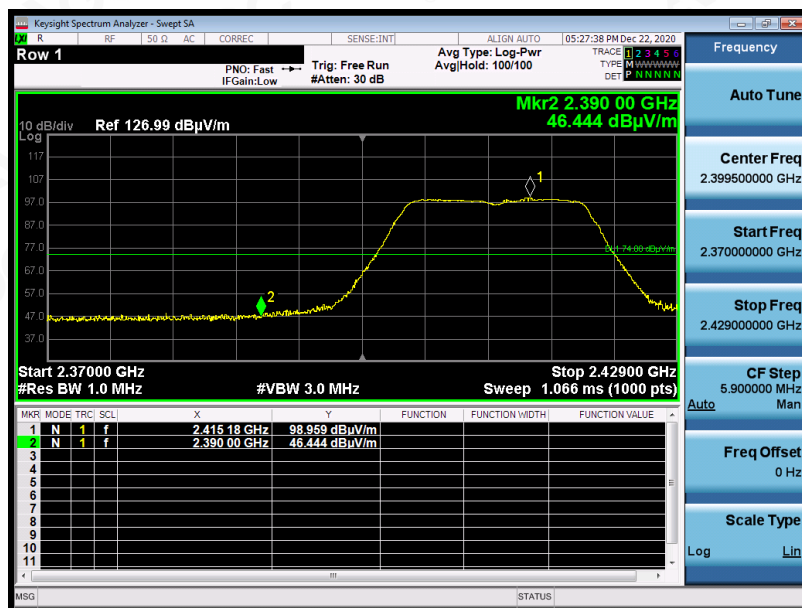 Keysight Spectrum Analyzer - Swept SA
R RF 50 Ω AC CORREC SENSE:INT ALIGN AUTO 05:27:38 PM Dec 22, 2020
Row 1
PNO: Fast
IFGain:Low
Trig: Free Run
#Atten: 30 dB
Avg Type: Log-Pwr
Avg|Hold: 100/100
TRACE 1 2 3 4 5 6
TYPE M W W W W W
DET P N N N N N
Mkr2 2.390 00 GHz
46.444 dBµV/m
10 dB/div Ref 126.99 dBµV/m
Log
117
107
97.0
87.0
77.0
67.0
57.0
47.0
37.0
1
2
DL1 74.00 dBµV/m
Start 2.37000 GHz Stop 2.42900 GHz
#Res BW 1.0 MHz #VBW 3.0 MHz Sweep 1.066 ms (1000 pts)
MKR MODE TRC SCL X Y FUNCTION FUNCTION WIDTH FUNCTION VALUE
1 N 1 f 2.415 18 GHz 98.959 dBµV/m
2 N 1 f 2.390 00 GHz 46.444 dBµV/m
3
4
5
6
7
8
9
10
11
MSG STATUS
Frequency
Auto Tune
Center Freq
2.399500000 GHz
Start Freq
2.370000000 GHz
Stop Freq
2.429000000 GHz
CF Step
5.900000 MHz
Auto Man
Freq Offset
0 Hz
Scale Type
Log Lin